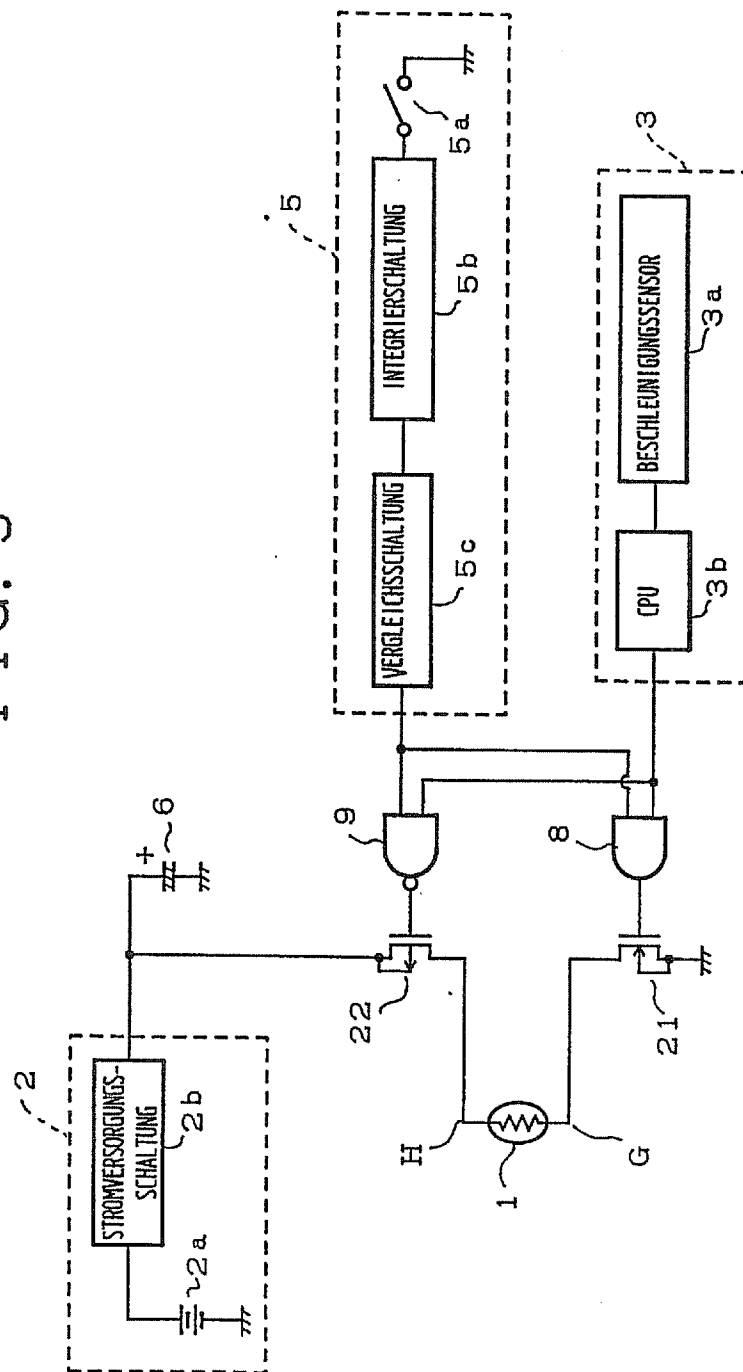 2
STROMVERSORGUNGS-
SCHALTUNG
2b
2a
+
6
22
H
1
G
21
9
8
5
VERGLEICHSSCHALTUNG
5c
INTEGRIERSCHALTUNG
5b
5a
3
CPU
3b
BESCHLEUNIGUNGSSENSOR
3a